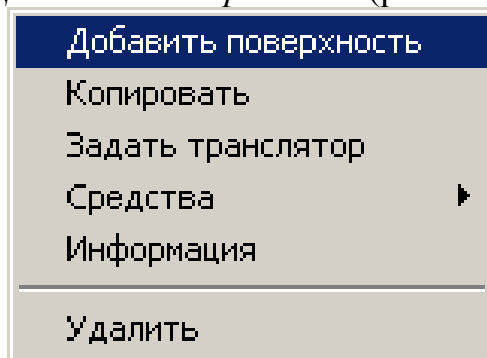 Добавить поверхность
Копировать
Задать транслятор
Средства
Информация
Удалить